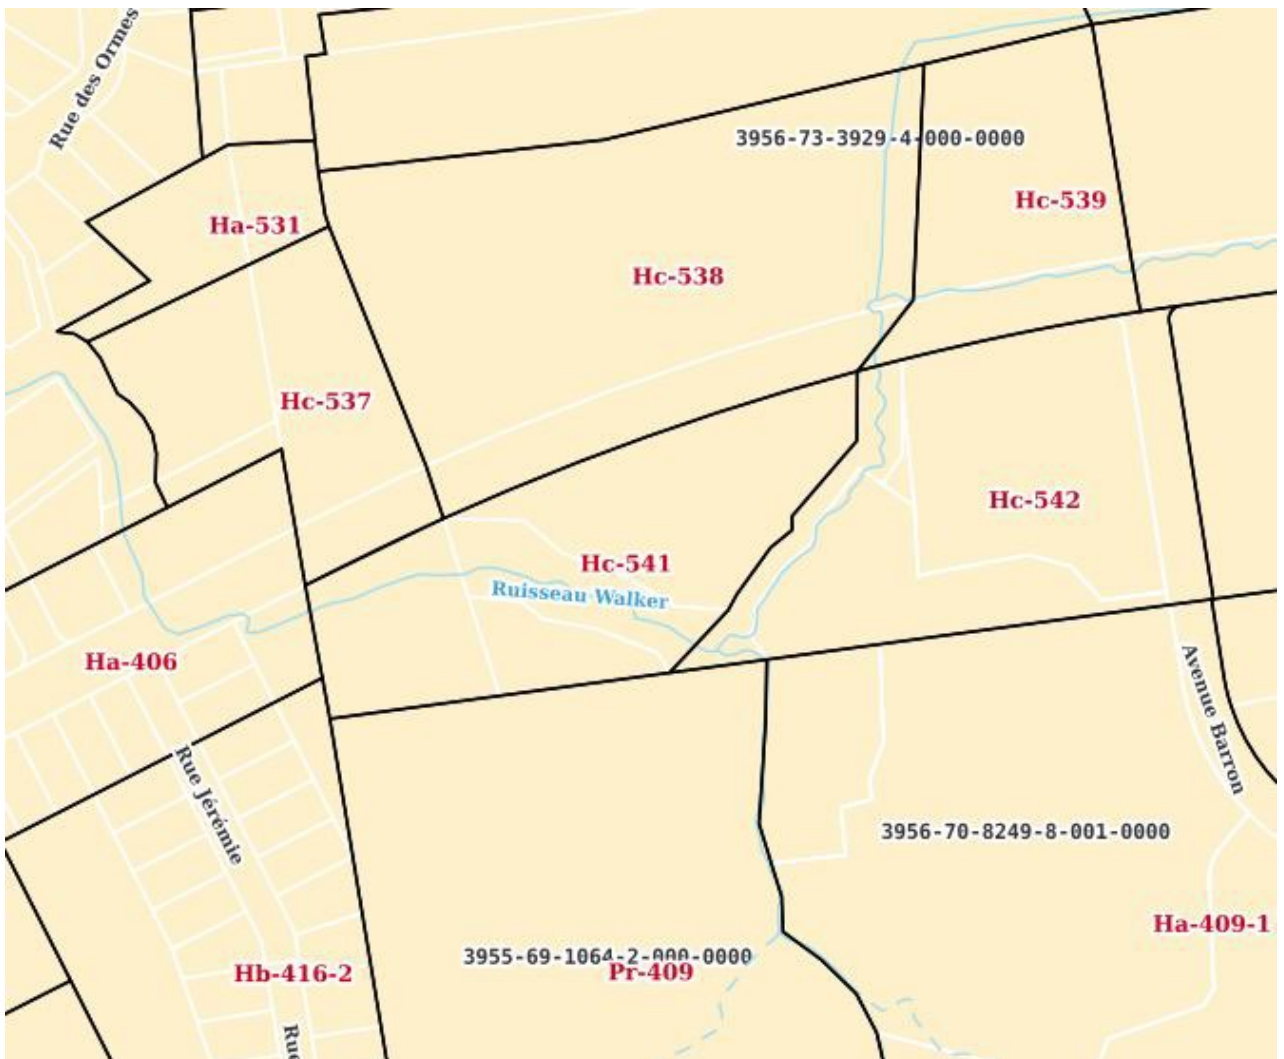 Rue des Ormes
3956-73-3929-4-000-0000
Hc-539
Ha-531
Hc-538
Hc-537
Hc-542
Hc-541
Ruisseau Walker
Ha-406
Avenue Barron
Rue Jérémie
3956-70-8249-8-001-0000
Ha-409-1
3955-69-1064-2-000-0000
Pr-409
Hb-416-2
Rue